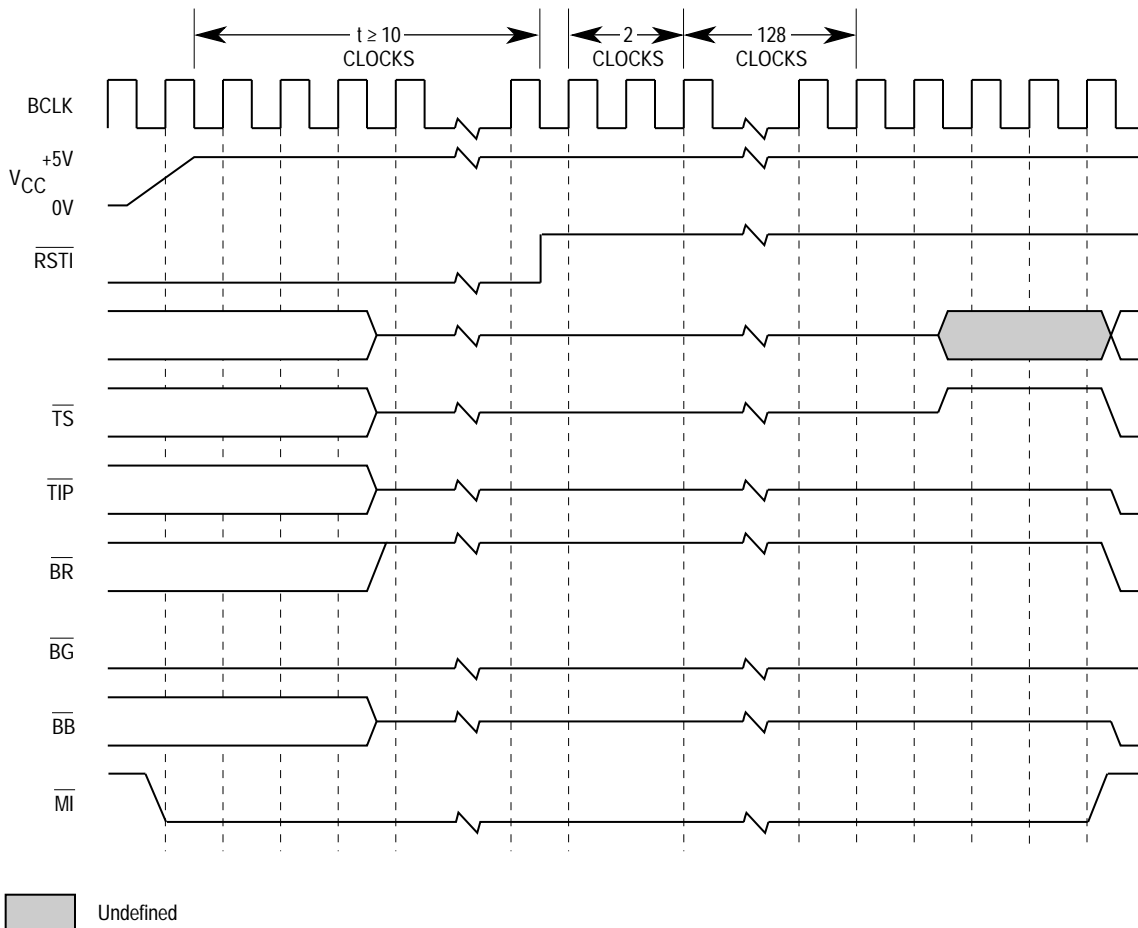 t ≥ 10
CLOCKS
2
CLOCKS
128
CLOCKS
BCLK
+5V
VCC
0V
RSTI
TS
TIP
BR
BG
BB
MI
Undefined